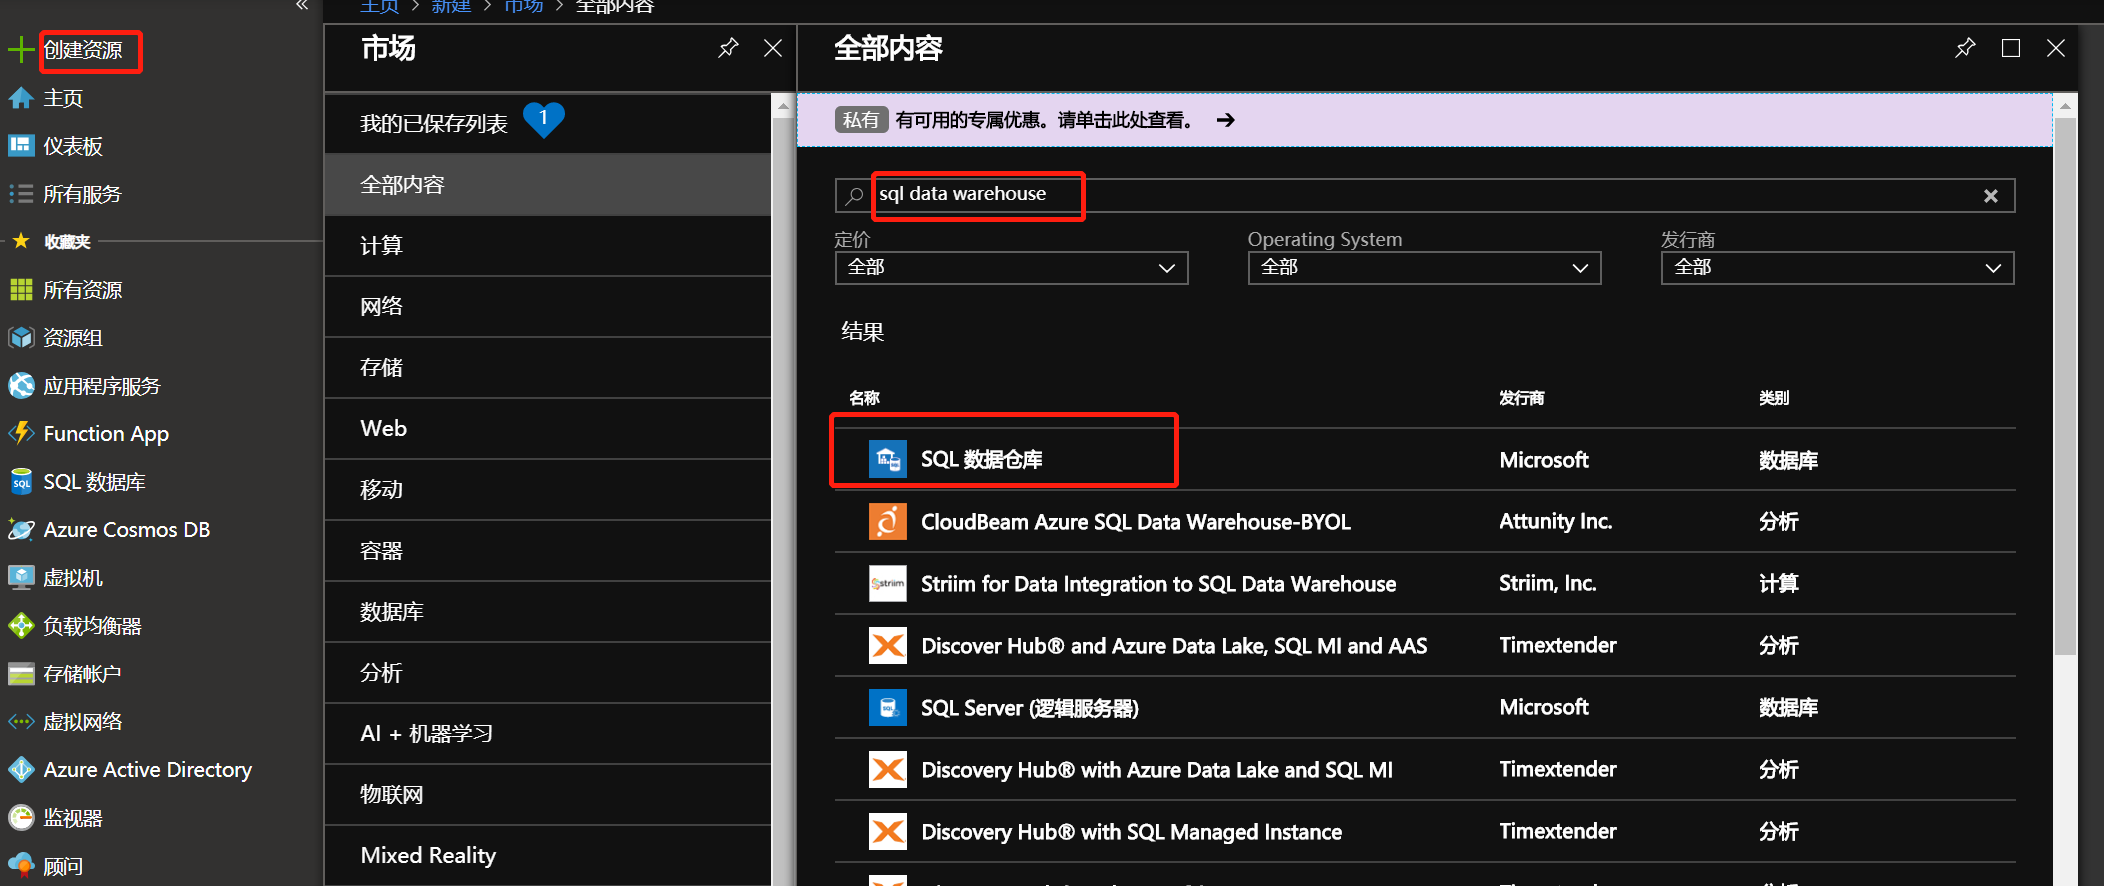 «
主页 > 新建 > 市场 > 全部内容
创建资源
主页
仪表板
所有服务
收藏夹
所有资源
资源组
应用程序服务
Function App
SQL 数据库
Azure Cosmos DB
虚拟机
负载均衡器
存储帐户
虚拟网络
Azure Active Directory
监视器
顾问
市场
我的已保存列表 1
全部内容
计算
网络
存储
Web
移动
容器
数据库
分析
AI + 机器学习
物联网
Mixed Reality
全部内容
私有 有可用的专属优惠。请单击此处查看。 →
sql data warehouse
定价 Operating System 发行商
全部 全部 全部
结果
名称 发行商 类别
SQL 数据仓库 Microsoft 数据库
CloudBeam Azure SQL Data Warehouse-BYOL Attunity Inc. 分析
striim Striim for Data Integration to SQL Data Warehouse Striim, Inc. 计算
Discover Hub® and Azure Data Lake, SQL MI and AAS Timextender 分析
SQL Server (逻辑服务器) Microsoft 数据库
Discovery Hub® with Azure Data Lake and SQL MI Timextender 分析
Discovery Hub® with SQL Managed Instance Timextender 分析